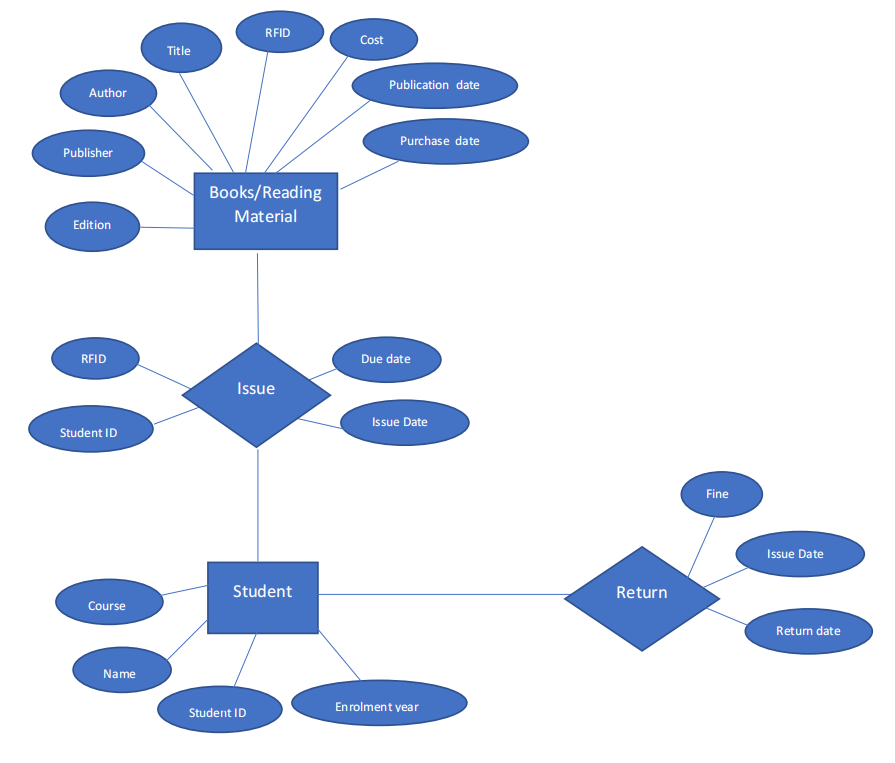 RFID
Cost
Title
Publication date
Author
Purchase date
Publisher
Books/Reading
Material
Edition
RFID
Due date
Issue
Student ID
Issue Date
Fine
Issue Date
Student
Return
Course
Return date
Name
Student ID
Enrolment year